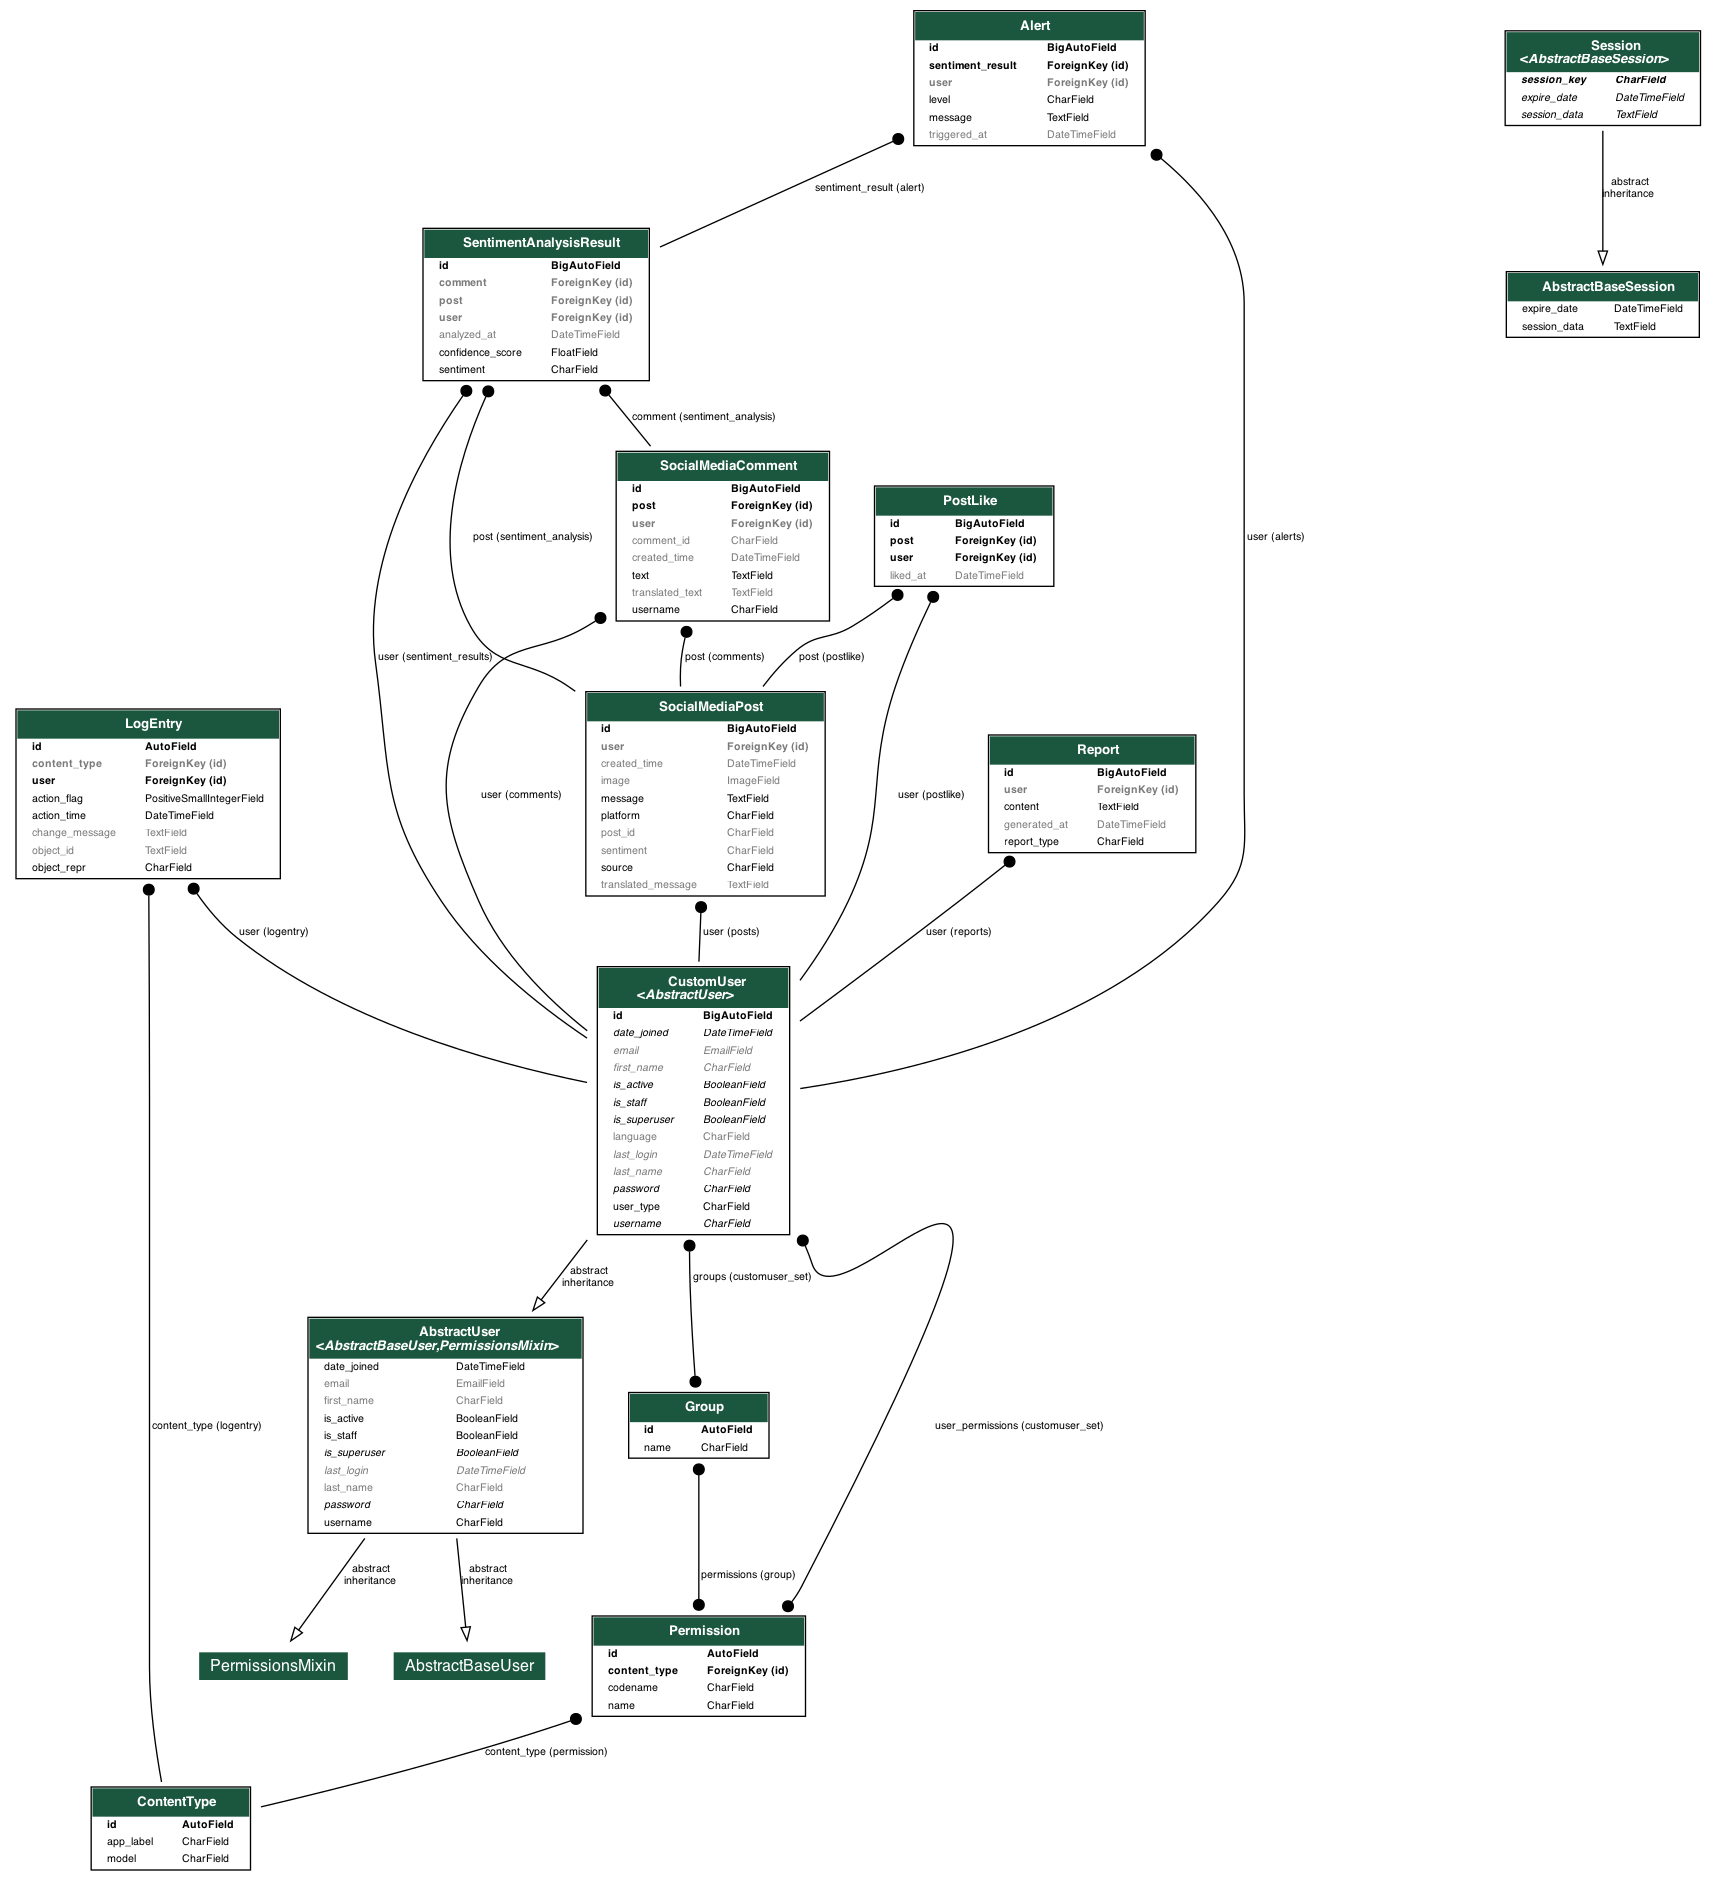 Alert
id BigAutoField
sentiment_result ForeignKey (id)
user ForeignKey (id)
level CharField
message TextField
triggered_at DateTimeField
Session
<AbstractBaseSession>
session_key CharField
expire_date DateTimeField
session_data TextField
sentiment_result (alert)
abstract
inheritance
SentimentAnalysisResult
id BigAutoField
comment ForeignKey (id)
post ForeignKey (id)
user ForeignKey (id)
analyzed_at DateTimeField
confidence_score FloatField
sentiment CharField
AbstractBaseSession
expire_date DateTimeField
session_data TextField
comment (sentiment_analysis)
SocialMediaComment
id BigAutoField
post ForeignKey (id)
user ForeignKey (id)
comment_id CharField
created_time DateTimeField
text TextField
translated_text TextField
username CharField
PostLike
id BigAutoField
post ForeignKey (id)
user ForeignKey (id)
liked_at DateTimeField
post (sentiment_analysis)
user (alerts)
user (sentiment_results)
post (comments)
post (postlike)
LogEntry
id AutoField
content_type ForeignKey (id)
user ForeignKey (id)
action_flag PositiveSmallIntegerField
action_time DateTimeField
change_message TextField
object_id TextField
object_repr CharField
SocialMediaPost
id BigAutoField
user ForeignKey (id)
created_time DateTimeField
image ImageField
message TextField
platform CharField
post_id CharField
sentiment CharField
source CharField
translated_message TextField
Report
id BigAutoField
user ForeignKey (id)
content TextField
generated_at DateTimeField
report_type CharField
user (comments)
user (postlike)
user (logentry)
user (posts)
user (reports)
CustomUser
<AbstractUser>
id BigAutoField
date_joined DateTimeField
email EmailField
first_name CharField
is_active BooleanField
is_staff BooleanField
is_superuser BooleanField
language CharField
last_login DateTimeField
last_name CharField
password CharField
user_type CharField
username CharField
abstract
inheritance
groups (customuser_set)
AbstractUser
<AbstractBaseUser,PermissionsMixin>
date_joined DateTimeField
email EmailField
first_name CharField
is_active BooleanField
is_staff BooleanField
is_superuser BooleanField
last_login DateTimeField
last_name CharField
password CharField
username CharField
Group
id AutoField
name CharField
content_type (logentry)
user_permissions (customuser_set)
abstract
inheritance
abstract
inheritance
permissions (group)
PermissionsMixin
AbstractBaseUser
Permission
id AutoField
content_type ForeignKey (id)
codename CharField
name CharField
content_type (permission)
ContentType
id AutoField
app_label CharField
model CharField